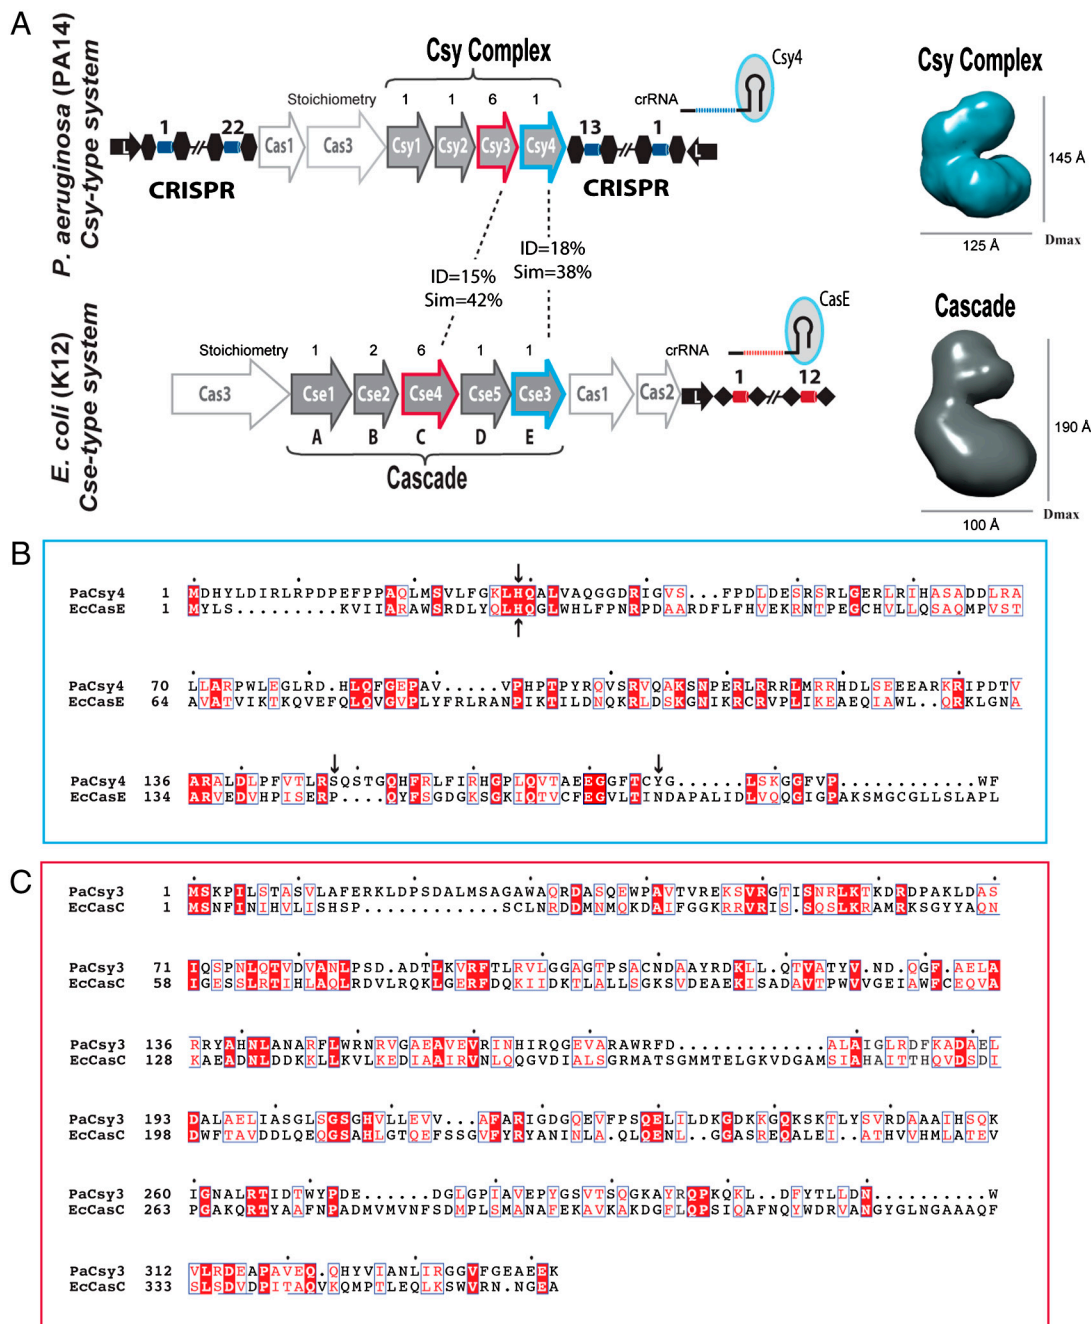 A
P. aeruginosa (PA14)
Csy-type system
Csy Complex
Stoichiometry 1 1 6 1
L 1 22 Cas1 Cas3 Csy1 Csy2 Csy3 Csy4 13 1 L
CRISPR CRISPR
crRNA Csy4
Csy Complex
145 Å
Dmax
125 Å
ID=15%
Sim=42%
ID=18%
Sim=38%
E. coli (K12)
Cse-type system
Stoichiometry 1 2 6 1 1
Cas3 Cse1 Cse2 Cse4 Cse5 Cse3 Cas1 Cas2 L 1 12
A B C D E
Cascade
crRNA CasE
Cascade
190 Å
Dmax
100 Å
B
PaCsy4 1 MDHYLDIRLRPDPEFPPAQLMSVLFGKLHQALVAQGGDRIGVS...FPDLDESRSRLGERLRIHASADDLRA
EcCasE 1 MYLS.........KVIIARAWSRDLYQLHQGLWHLFPNRPDAARDFLFHVEKRNTPEGCHVLLQSAQMPVST
PaCsy4 70 LLARPWLEGLRD.HLQFGEPAV.....VPHPTPYRQVSRVQAKSNPERLRRRLMRRHDLSEEEARKRIPDTV
EcCasE 64 AVATVIKTKQVEFQLQVGVPLYFRLRANPIKTILDNQKRLDSKGNIKRCRVPLIKEAEQIAWL..QRKLGNA
PaCsy4 136 ARALDLPFVTLRSQSTGQHFRLFIRHGPLQVTAEEGGFTCYG......LSKGGFVP............WF
EcCasE 134 ARVEDVHPISERP....QYFSGDGKSGKIQTVCFEGVLTINDAPALIDLVQQGIGPAKSMGCGLLSLAPL
C
PaCsy3 1 MSKPILSTASVLAFERKLDPSDALMSAGAWAQRDASQEWPAVTVREKSVRGTISNRLKTKDRDPAKLDAS
EcCasC 1 MSNFINIHVLISHSP............SCLNRDDMNMQKDAIFGGKRRVRIS.SQSLKRAMRKSGYYAQN
PaCsy3 71 IQSPNLQTVDVANLPSD.ADTLKVRFTLRVLGGAGTPSACNDAAYRDKLL.QTVATYV.ND.QGF.AELA
EcCasC 58 IGESSLRTIHLAQLRDVLRQKLGERFDQKIIDKTLALLSGKSVDEAEKISADAVTPWVVGEIAWFCEQVA
PaCsy3 136 RRYAHNLANARFLWRNRVGAEAVEVRINHIRQGEVARAWRFD.............ALAIGLRDFKADAEL
EcCasC 128 KAEADNLDDKKLLKVLKEDIAAIRVNLQQGVDIALSGRMATSGMMTELGKVDGAMSIAHAITTHQVDSDI
PaCsy3 193 DALAELIASGLSGSGHVLLEVV...AFARIGDGQEVFPSQELILDKGDKKGQKSKTLYSVRDAAAIHSQK
EcCasC 198 DWFTAVDDLQEQGSAHLGTQEFSSGVFYRYANINLA.QLQENL..GGASREQALEI..ATHVVHMLATEV
PaCsy3 260 IGNALRTIDTWYPDE......DGLGPIAVEPYGSVTSQGKAYRQPKQKL..DFYTLLDN..........W
EcCasC 263 PGAKQRTYAAFNPADMVMVNFSDMPLSMANAFEKAVKAKDGFLQPSIQAFNQYWDRVANGYGLNGAAAQF
PaCsy3 312 VLRDEAPAVEQ.QHYVIANLIRGGVFGEAEEK
EcCasC 333 SLSDVDPITAQVKQMPTLEQLKSWVRN.NGEA